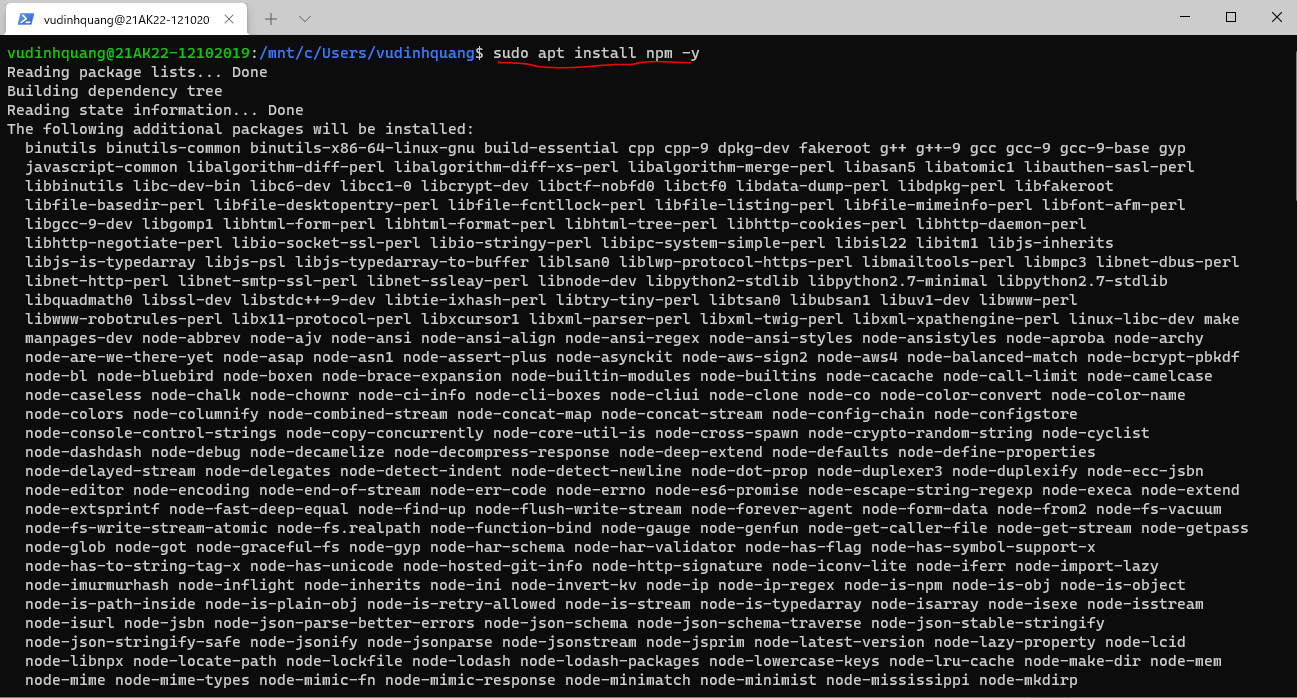 vudinhquang@21AK22-121020
vudinhquang@21AK22-12102019:/mnt/c/Users/vudinhquang$ sudo apt install npm -y
Reading package lists... Done
Building dependency tree
Reading state information... Done
The following additional packages will be installed:
binutils binutils-common binutils-x86-64-linux-gnu build-essential cpp cpp-9 dpkg-dev fakeroot g++ g++-9 gcc gcc-9 gcc-9-base gyp
javascript-common libalgorithm-diff-perl libalgorithm-diff-xs-perl libalgorithm-merge-perl libasan5 libatomic1 libauthen-sasl-perl
libbinutils libc-dev-bin libc6-dev libcc1-0 libcrypt-dev libctf-nobfd0 libctf0 libdata-dump-perl libdpkg-perl libfakeroot
libfile-basedir-perl libfile-desktopentry-perl libfile-fcntllock-perl libfile-listing-perl libfile-mimeinfo-perl libfont-afm-perl
libgcc-9-dev libgomp1 libhtml-form-perl libhtml-format-perl libhtml-tree-perl libhttp-cookies-perl libhttp-daemon-perl
libhttp-negotiate-perl libio-socket-ssl-perl libio-stringy-perl libipc-system-simple-perl libisl22 libitm1 libjs-inherits
libjs-is-typedarray libjs-psl libjs-typedarray-to-buffer liblsan0 liblwp-protocol-https-perl libmailtools-perl libmpc3 libnet-dbus-perl
libnet-http-perl libnet-smtp-ssl-perl libnet-ssleay-perl libnode-dev libpython2-stdlib libpython2.7-minimal libpython2.7-stdlib
libquadmath0 libssl-dev libstdc++-9-dev libtie-ixhash-perl libtry-tiny-perl libtsan0 libubsan1 libuv1-dev libwww-perl
libwww-robotrules-perl libx11-protocol-perl libxcursor1 libxml-parser-perl libxml-twig-perl libxml-xpathengine-perl linux-libc-dev make
manpages-dev node-abbrev node-ajv node-ansi node-ansi-align node-ansi-regex node-ansi-styles node-ansistyles node-aproba node-archy
node-are-we-there-yet node-asap node-asn1 node-assert-plus node-asynckit node-aws-sign2 node-aws4 node-balanced-match node-bcrypt-pbkdf
node-bl node-bluebird node-boxen node-brace-expansion node-builtin-modules node-builtins node-cacache node-call-limit node-camelcase
node-caseless node-chalk node-chownr node-ci-info node-cli-boxes node-cliui node-clone node-co node-color-convert node-color-name
node-colors node-columnify node-combined-stream node-concat-map node-concat-stream node-config-chain node-configstore
node-console-control-strings node-copy-concurrently node-core-util-is node-cross-spawn node-crypto-random-string node-cyclist
node-dashdash node-debug node-decamelize node-decompress-response node-deep-extend node-defaults node-define-properties
node-delayed-stream node-delegates node-detect-indent node-detect-newline node-dot-prop node-duplexer3 node-duplexify node-ecc-jsbn
node-editor node-encoding node-end-of-stream node-err-code node-errno node-es6-promise node-escape-string-regexp node-execa node-extend
node-extsprintf node-fast-deep-equal node-find-up node-flush-write-stream node-forever-agent node-form-data node-from2 node-fs-vacuum
node-fs-write-stream-atomic node-fs.realpath node-function-bind node-gauge node-genfun node-get-caller-file node-get-stream node-getpass
node-glob node-got node-graceful-fs node-gyp node-har-schema node-har-validator node-has-flag node-has-symbol-support-x
node-has-to-string-tag-x node-has-unicode node-hosted-git-info node-http-signature node-iconv-lite node-iferr node-import-lazy
node-imurmurhash node-inflight node-inherits node-ini node-invert-kv node-ip node-ip-regex node-is-npm node-is-obj node-is-object
node-is-path-inside node-is-plain-obj node-is-retry-allowed node-is-stream node-is-typedarray node-isarray node-isexe node-isstream
node-isurl node-jsbn node-json-parse-better-errors node-json-schema node-json-schema-traverse node-json-stable-stringify
node-json-stringify-safe node-jsonify node-jsonparse node-jsonstream node-jsprim node-latest-version node-lazy-property node-lcid
node-libnpx node-locate-path node-lockfile node-lodash node-lodash-packages node-lowercase-keys node-lru-cache node-make-dir node-mem
node-mime node-mime-types node-mimic-fn node-mimic-response node-minimatch node-minimist node-mississippi node-mkdirp